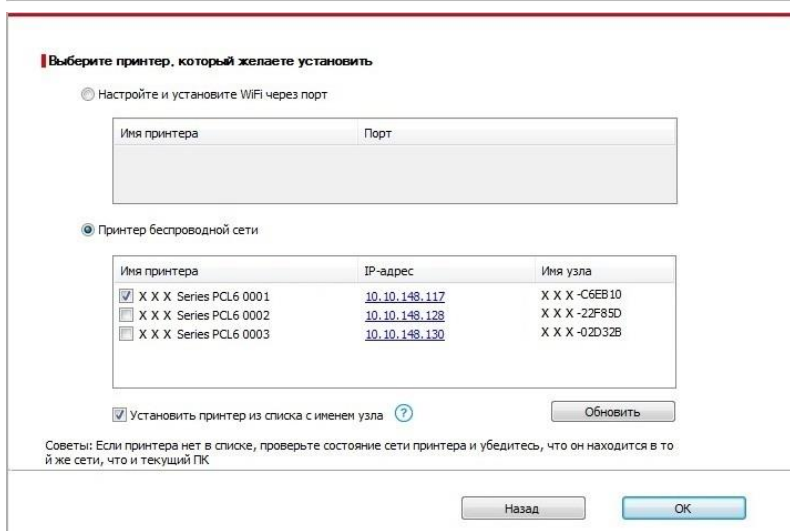 Выберите принтер, который желаете установить
Настройте и установите WiFi через порт
Имя принтера Порт
Принтер беспроводной сети
Имя принтера IP-адрес Имя узла
X X X Series PCL6 0001 10.10.148.117 X X X -C6EB10
X X X Series PCL6 0002 10.10.148.128 X X X -22F85D
X X X Series PCL6 0003 10.10.148.130 X X X -02D32B
Установить принтер из списка с именем узла ? Обновить
Советы: Если принтера нет в списке, проверьте состояние сети принтера и убедитесь, что он находится в то
й же сети, что и текущий ПК
Назад OK